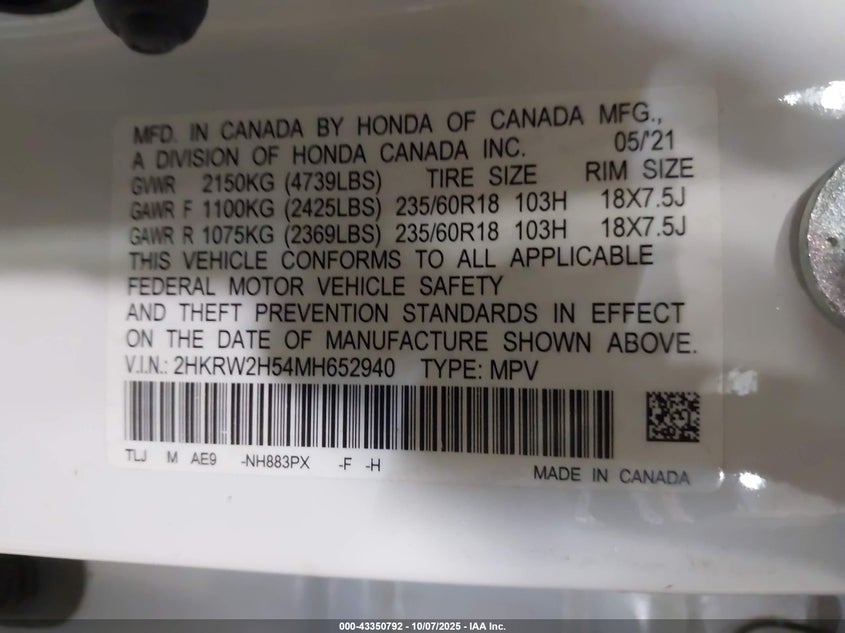 MFD. IN CANADA BY HONDA OF CANADA MFG.,
A DIVISION OF HONDA CANADA INC. 05/'21
GVWR 2150KG (4739LBS) TIRE SIZE RIM SIZE
GAWR F 1100KG (2425LBS) 235/60R18 103H 18X7.5J
GAWR R 1075KG (2369LBS) 235/60R18 103H 18X7.5J
THIS VEHICLE CONFORMS TO ALL APPLICABLE
FEDERAL MOTOR VEHICLE SAFETY
AND THEFT PREVENTION STANDARDS IN EFFECT
ON THE DATE OF MANUFACTURE SHOWN ABOVE.
V.I.N.: 2HKRW2H54MH652940 TYPE: MPV
TLJ M AE9 -NH883PX -F -H
MADE IN CANADA
000-43350792 - 10/07/2025 - IAA Inc.